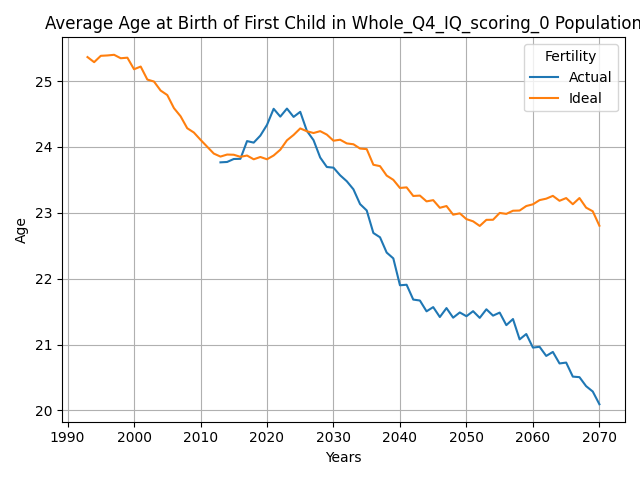 Average Age at Birth of First Child in Whole_Q4_IQ_scoring_0 Population
Fertility
Actual
Ideal
Age
25
24
23
22
21
20
1990
2000
2010
2020
2030
2040
2050
2060
2070
Years